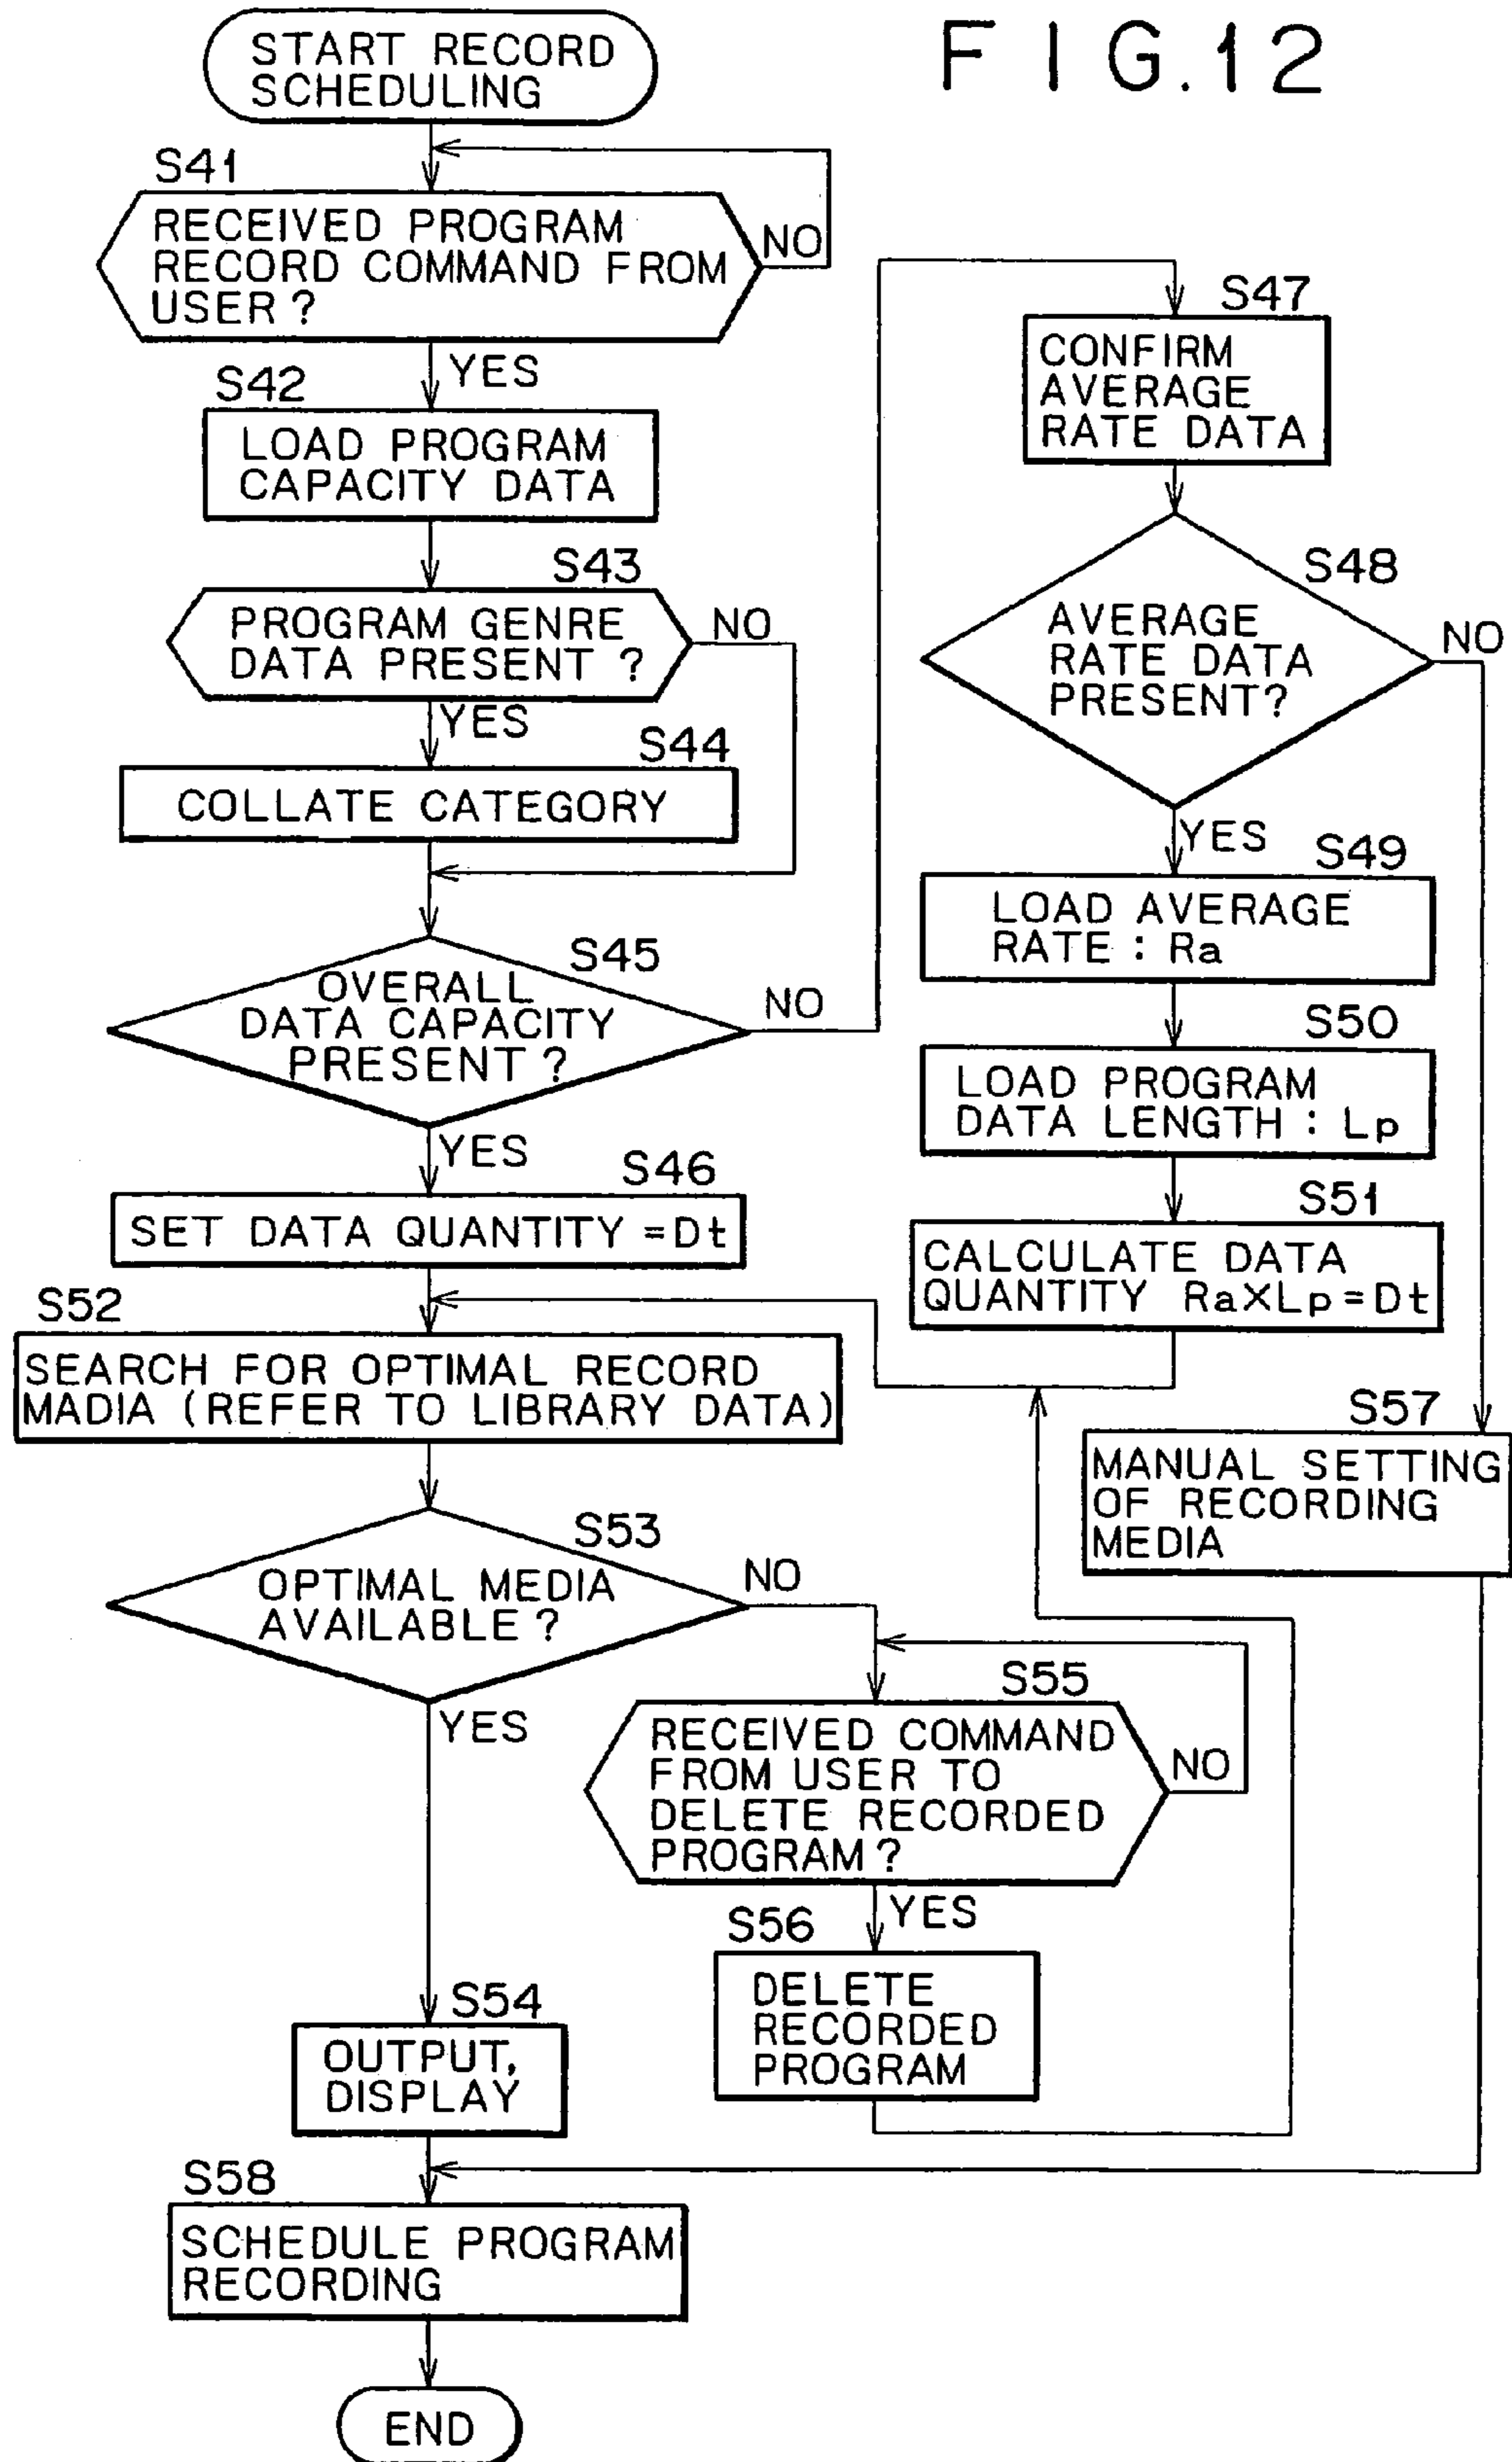 FIG.12
START RECORD
SCHEDULING
S41
RECEIVED PROGRAM
RECORD COMMAND FROM
USER?
NO
YES
S42
LOAD PROGRAM
CAPACITY DATA
S43
PROGRAM GENRE
DATA PRESENT ?
NO
YES
S44
COLLATE CATEGORY
S45
OVERALL
DATA CAPACITY
PRESENT ?
NO
YES
S46
SET DATA QUANTITY =Dt
S47
CONFIRM
AVERAGE
RATE DATA
S48
AVERAGE
RATE DATA
PRESENT?
NO
YES
S49
LOAD AVERAGE
RATE : Ra
S50
LOAD PROGRAM
DATA LENGTH : Lp
S51
CALCULATE DATA
QUANTITY Ra×Lp=Dt
S52
SEARCH FOR OPTIMAL RECORD
MADIA (REFER TO LIBRARY DATA)
S53
OPTIMAL MEDIA
AVAILABLE ?
NO
YES
S55
RECEIVED COMMAND
FROM USER TO
DELETE RECORDED
PROGRAM ?
NO
YES
S56
DELETE
RECORDED
PROGRAM
S57
MANUAL SETTING
OF RECORDING
MEDIA
S54
OUTPUT,
DISPLAY
S58
SCHEDULE PROGRAM
RECORDING
END